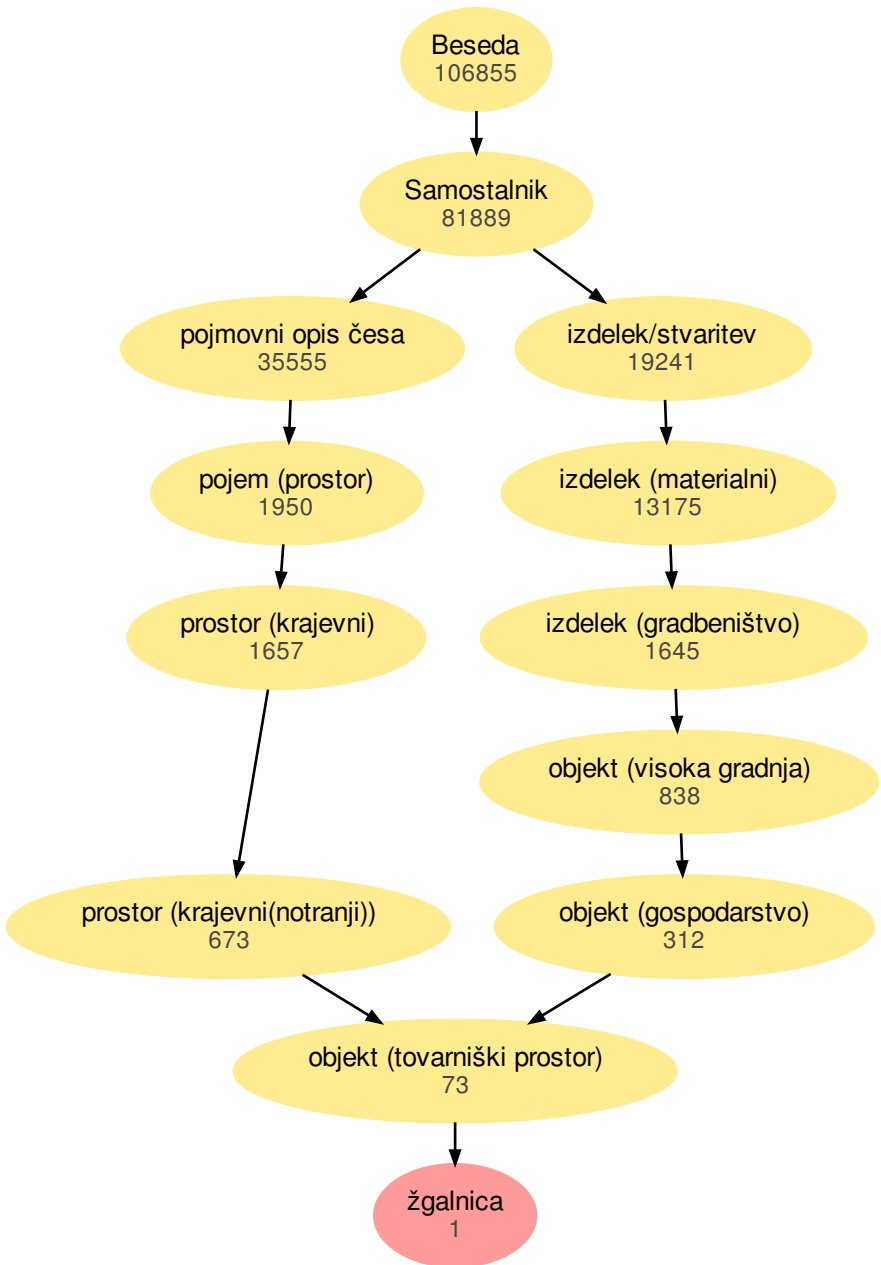 Beseda
106855
Samostalnik
81889
pojmovni opis česa
35555
izdelek/stvaritev
19241
pojem (prostor)
1950
izdelek (materialni)
13175
prostor (krajevni)
1657
izdelek (gradbeništvo)
1645
objekt (visoka gradnja)
838
prostor (krajevni(notranji))
673
objekt (gospodarstvo)
312
objekt (tovarniški prostor)
73
žgalnica
1